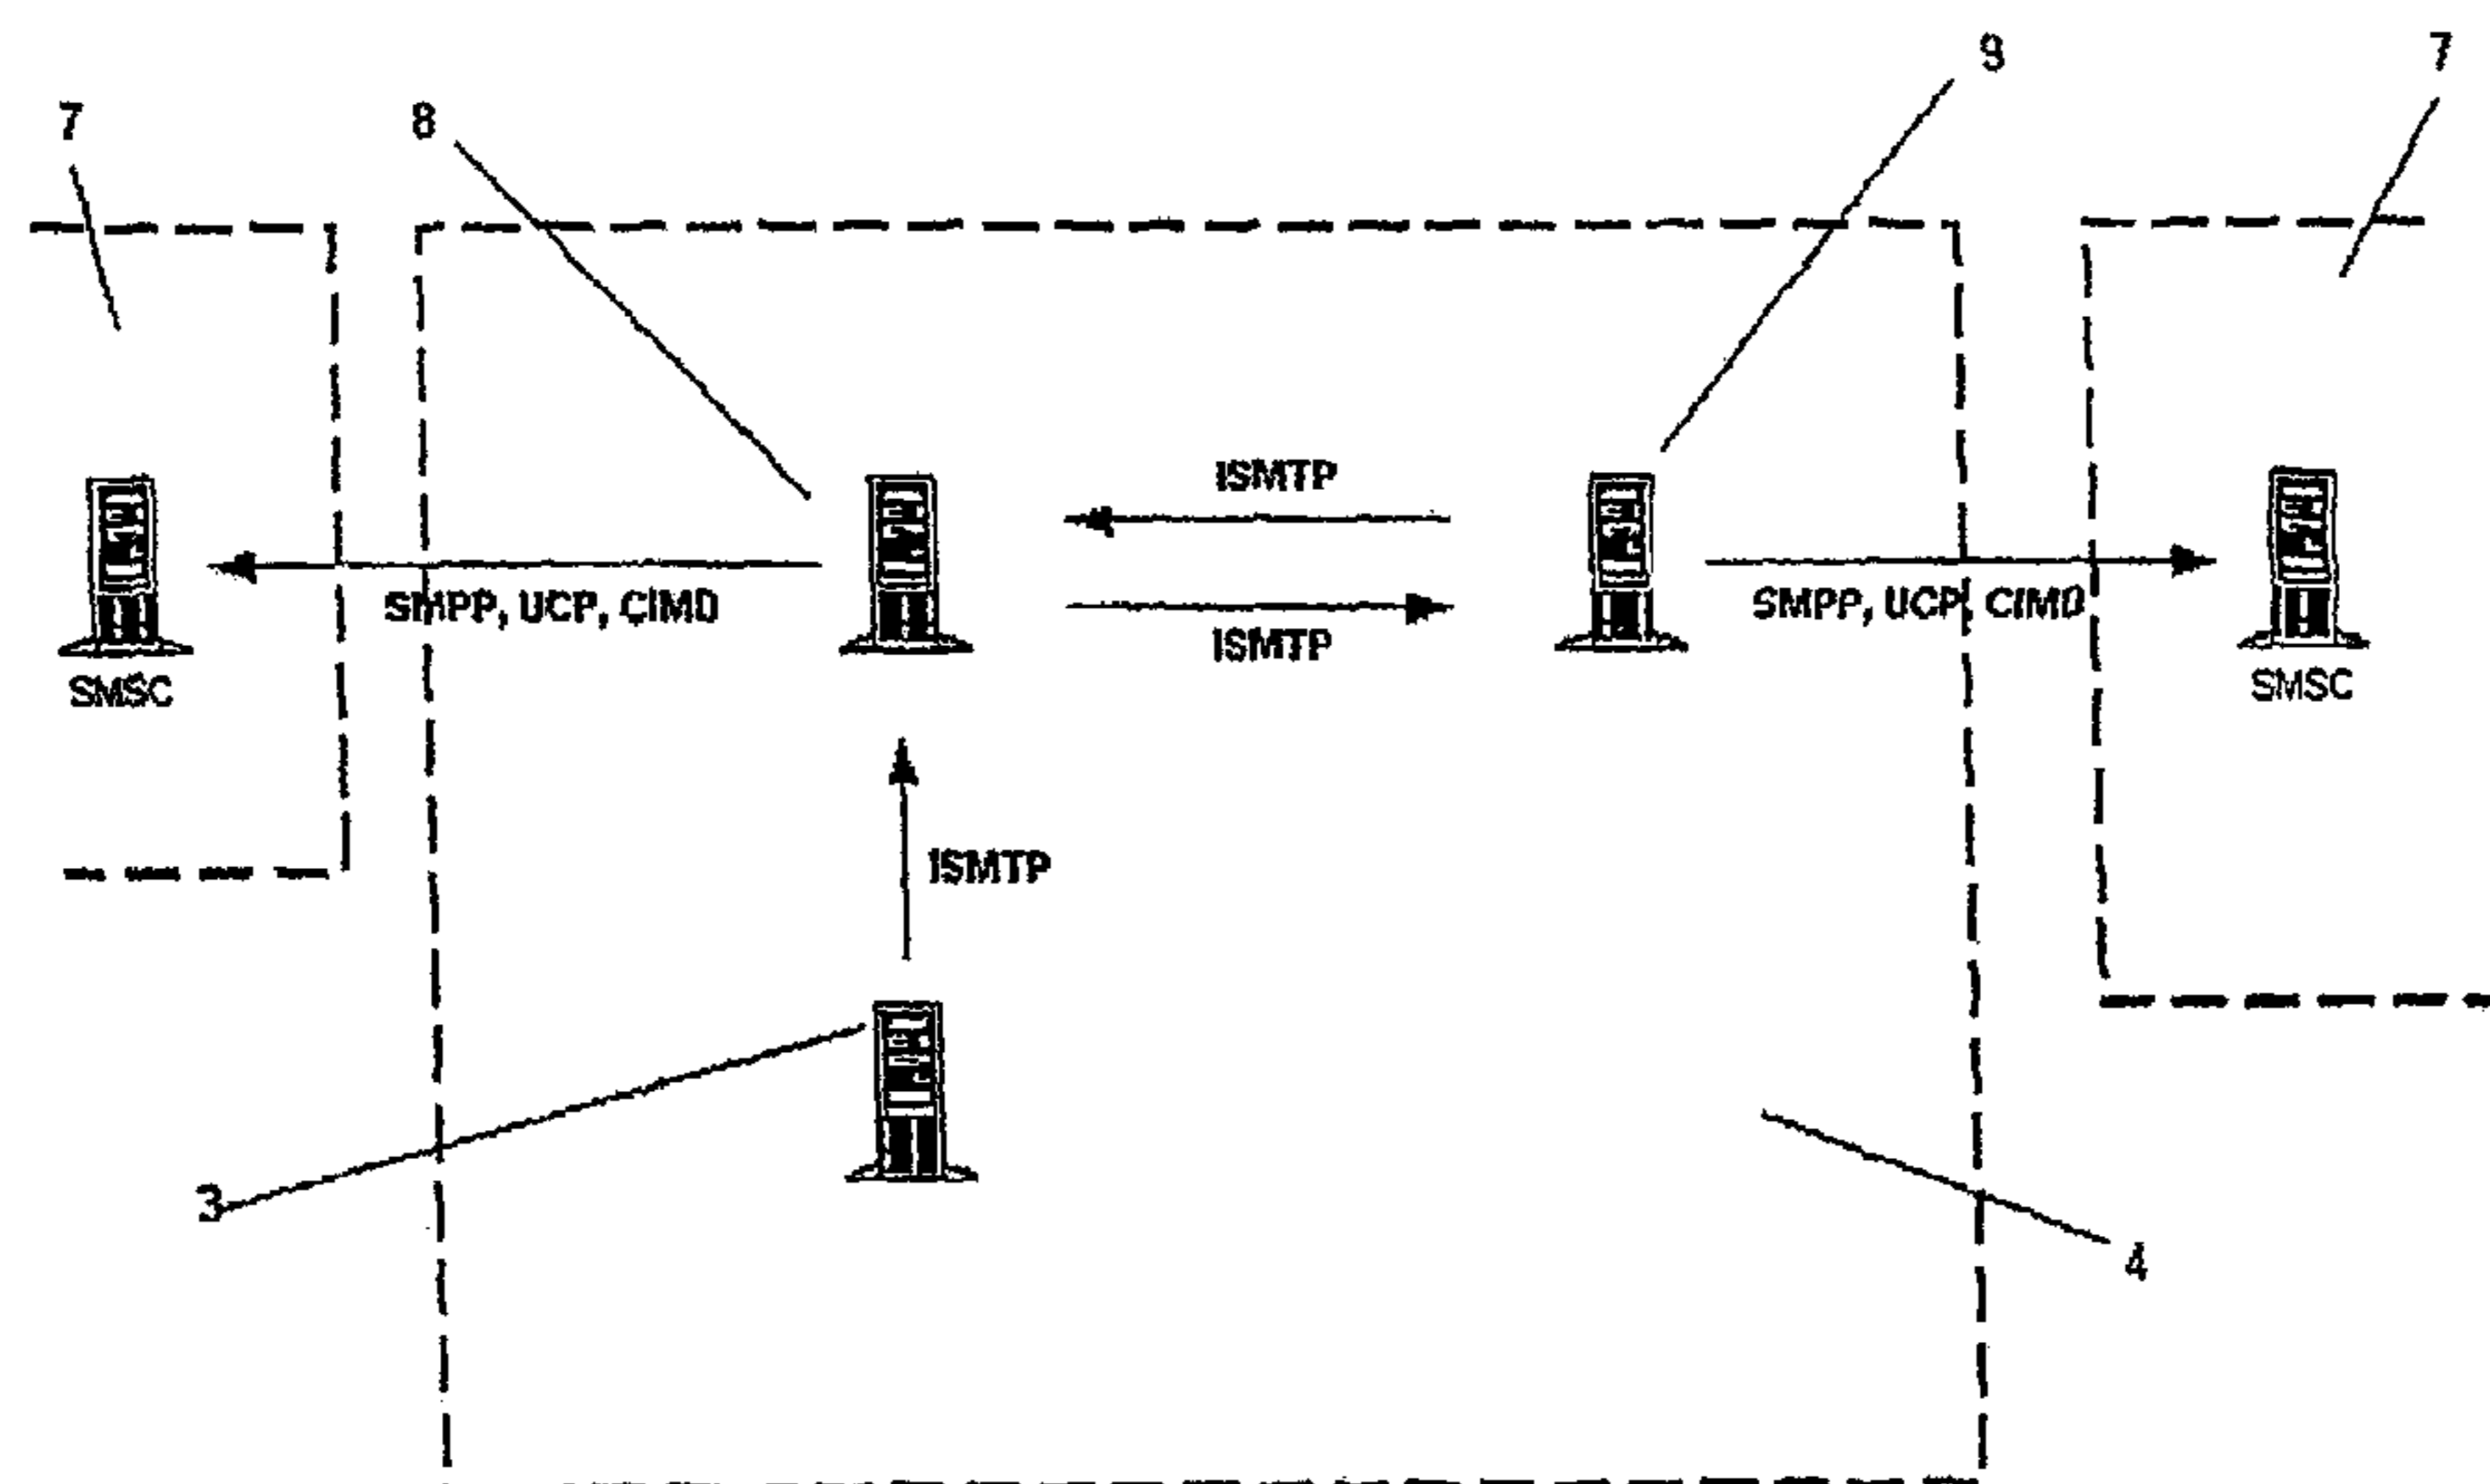 9
7
7
8
ISMTP
SMPP, UCP, CIMD
SMPP, UCP, CIMD
ISMTP
SMSC
SMSC
ISMTP
3
4